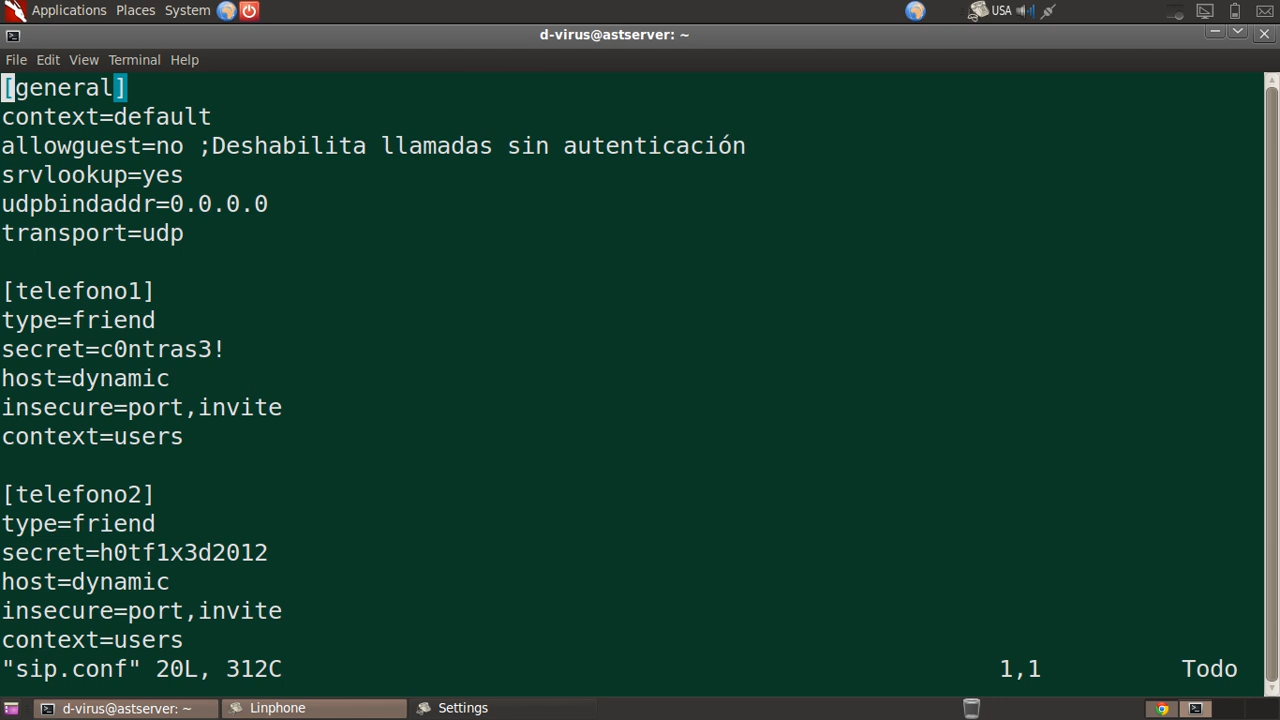 Applications Places System USA
d-virus@astserver: ~
File Edit View Terminal Help
[general]
context=default
allowguest=no ;Deshabilita llamadas sin autenticación
srvlookup=yes
udpbindaddr=0.0.0.0
transport=udp
[telefono1]
type=friend
secret=c0ntras3!
host=dynamic
insecure=port,invite
context=users
[telefono2]
type=friend
secret=h0tf1x3d2012
host=dynamic
insecure=port,invite
context=users
"sip.conf" 20L, 312C 1,1 Todo
d-virus@astserver: ~ Linphone Settings